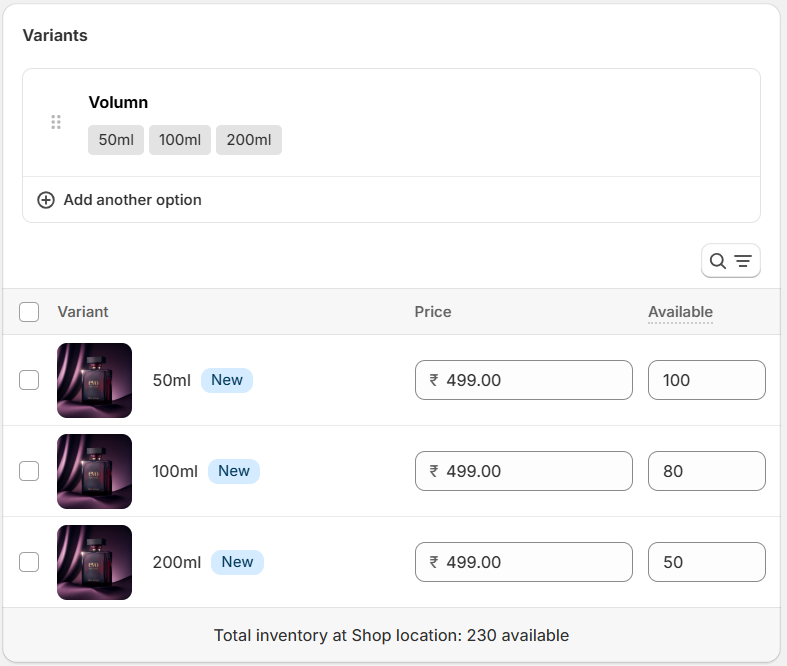 Variants
Volumn
50ml 100ml 200ml
Add another option
Variant Price Available
50ml New ₹ 499.00 100
100ml New ₹ 499.00 80
200ml New ₹ 499.00 50
Total inventory at Shop location: 230 available